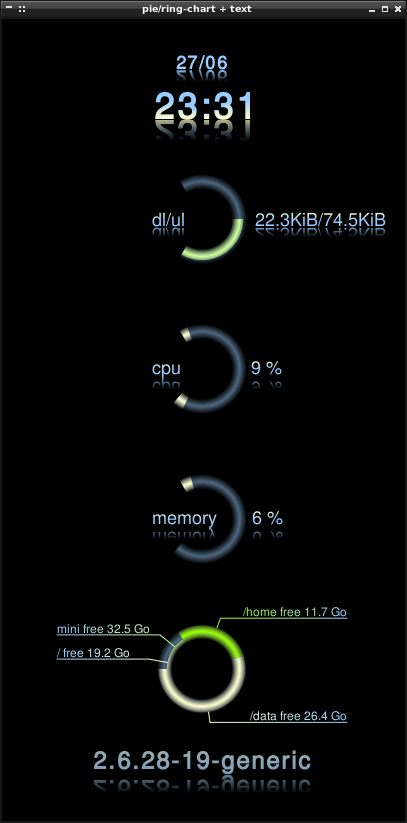 pie/ring-chart + text
27/06
23:31
dl/ul 22.3KiB/74.5KiB
cpu 9 %
memory 6 %
/home free 11.7 Go
mini free 32.5 Go
/ free 19.2 Go
/data free 26.4 Go
2.6.28-19-generic